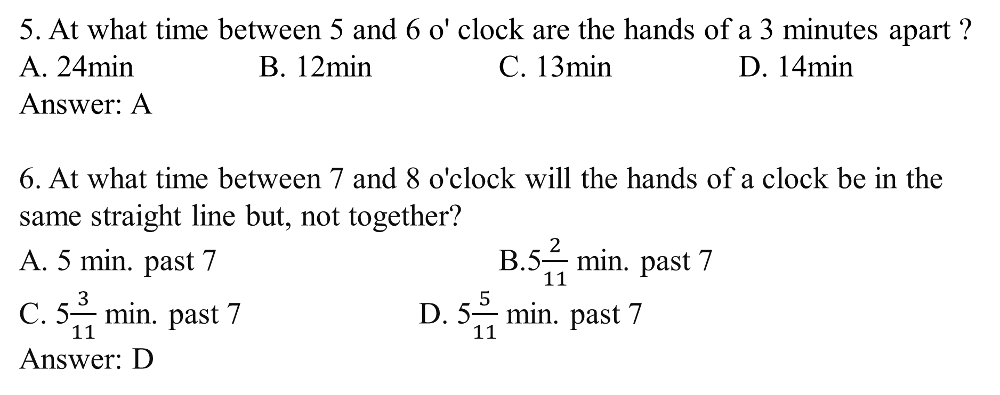 5. At what time between 5 and 6 o' clock are the hands of a 3 minutes apart ?
A. 24min B. 12min C. 13min D. 14min
Answer: A
6. At what time between 7 and 8 o'clock will the hands of a clock be in the
same straight line but, not together?
A. 5 min. past 7 B.5 2/11 min. past 7
C. 5 3/11 min. past 7 D. 5 5/11 min. past 7
Answer: D